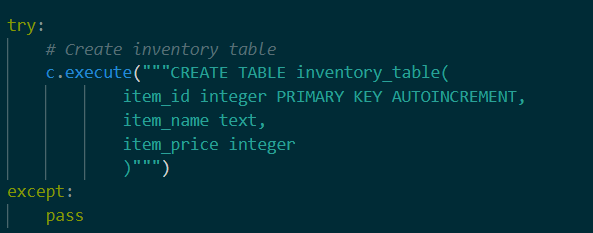 try:
    # Create inventory table
    c.execute("""CREATE TABLE inventory_table(
            item_id integer PRIMARY KEY AUTOINCREMENT,
            item_name text,
            item_price integer
            )""")
except:
    pass